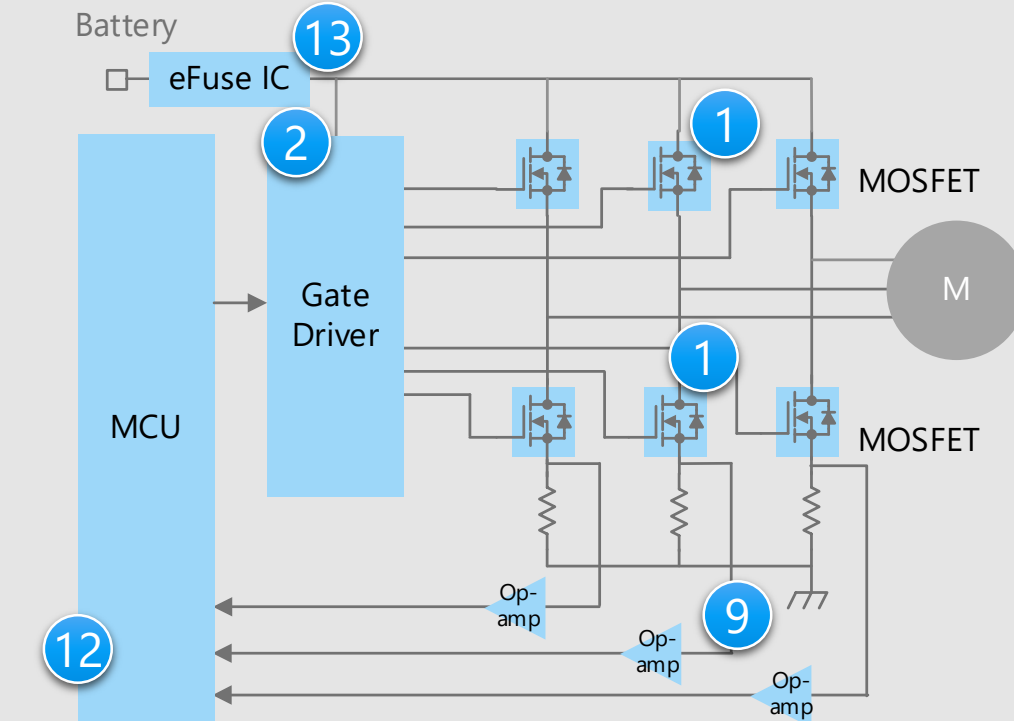 Battery
13
eFuse IC
2
1
MOSFET
Gate
Driver
M
1
MCU
MOSFET
Op-
amp
9
Op-
amp
12
Op-
amp